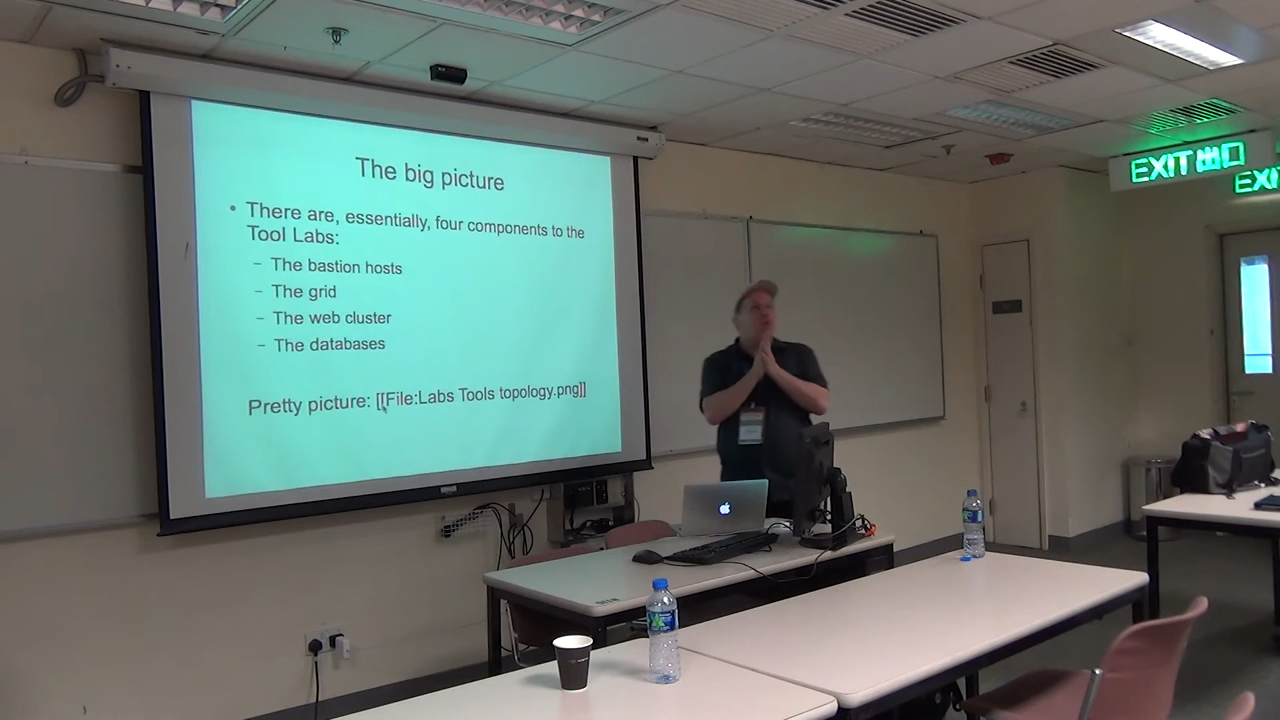 The big picture
• There are, essentially, four components to the
Tool Labs:
– The bastion hosts
– The grid
– The web cluster
– The databases
Pretty picture: [[File:Labs Tools topology.png]]
EXIT出口
EXI